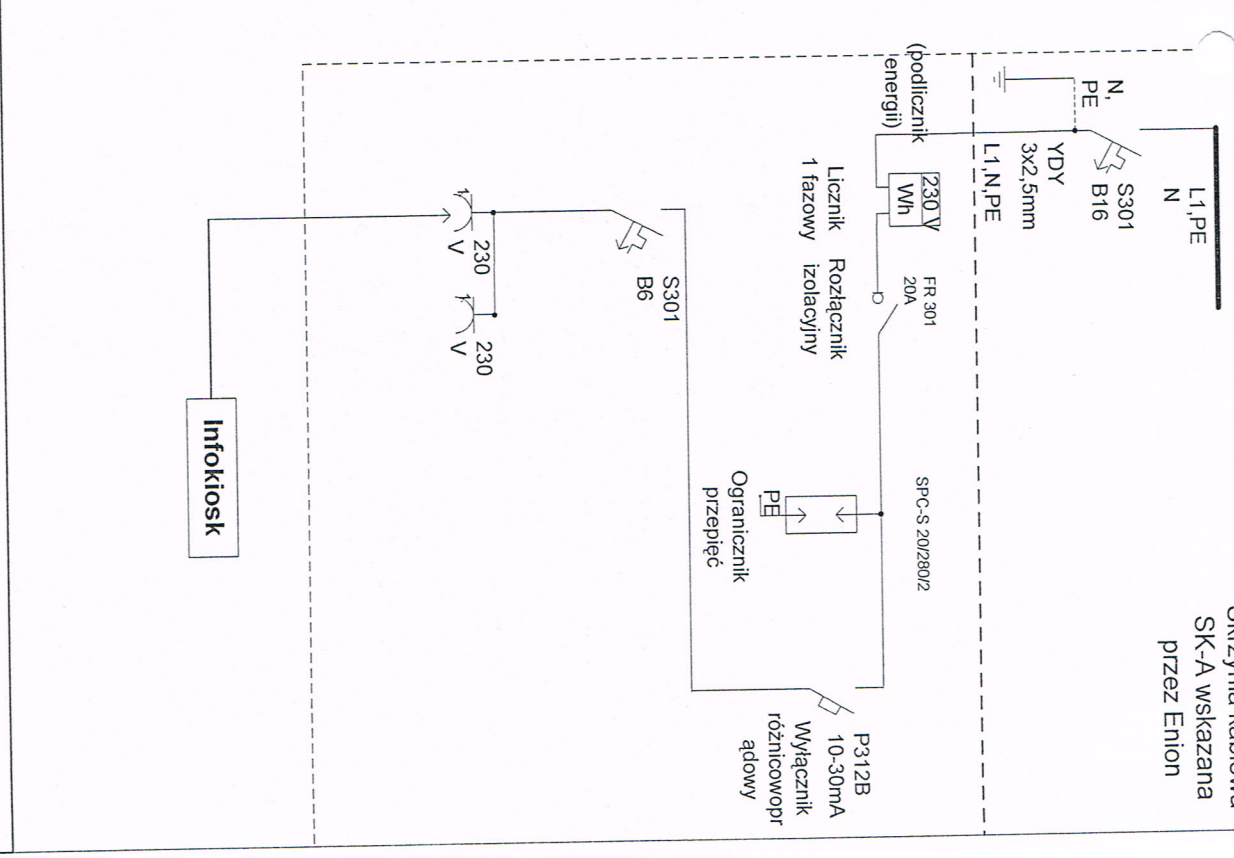 L1,PE
N
S301
B16
N,
PE
YDY
3x2,5mm
L1,N,PE
SK-A wskazana
przez Enion
(podlicznik
energii)
230 V
Wh
FR 301
20A
SPC-S 20/280/2
Licznik
1 fazowy
Rozłącznik
izolacyjny
PE
Ogranicznik
przepięć
P312B
10-30mA
Wyłącznik
różnicowopr
ądowy
S301
B6
230
V
230
V
Infokiosk